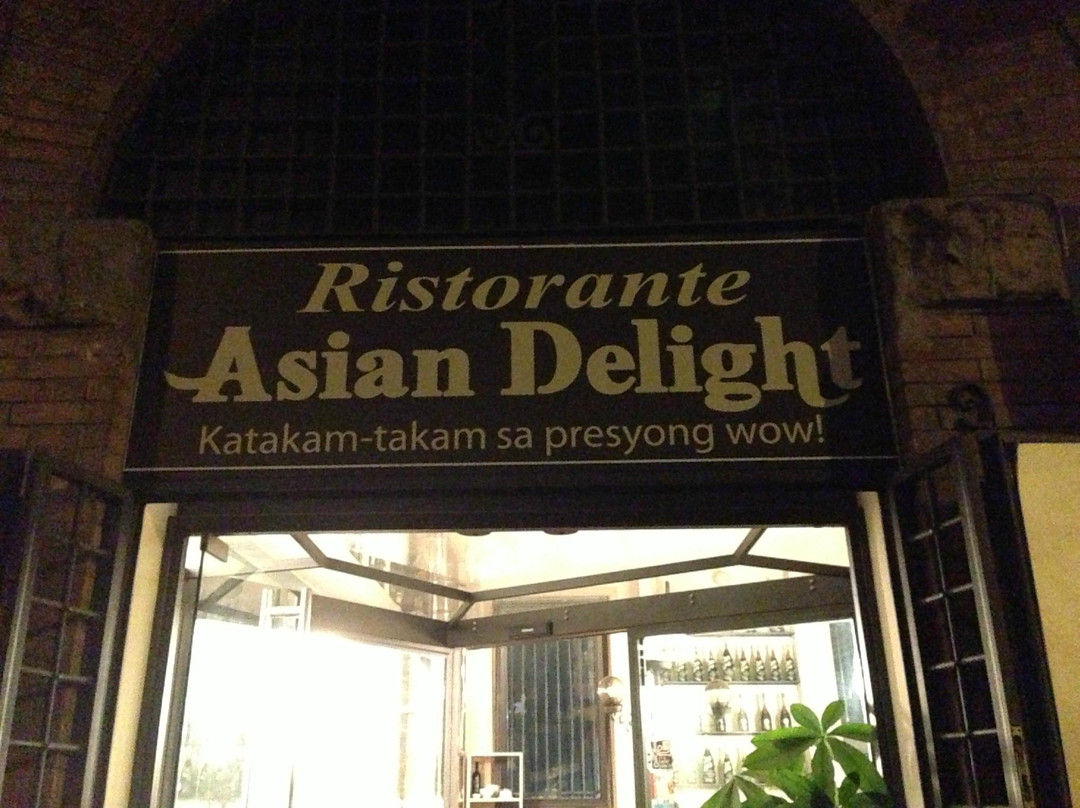 Ristorante
Asian Delight
Katakam-takam sa presyong wow!